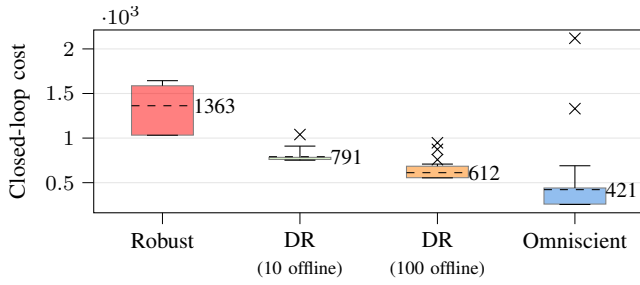 ·10³
Closed-loop cost
2
1.5
1
0.5
1363
791
612
421
Robust
DR
(10 offline)
DR
(100 offline)
Omniscient